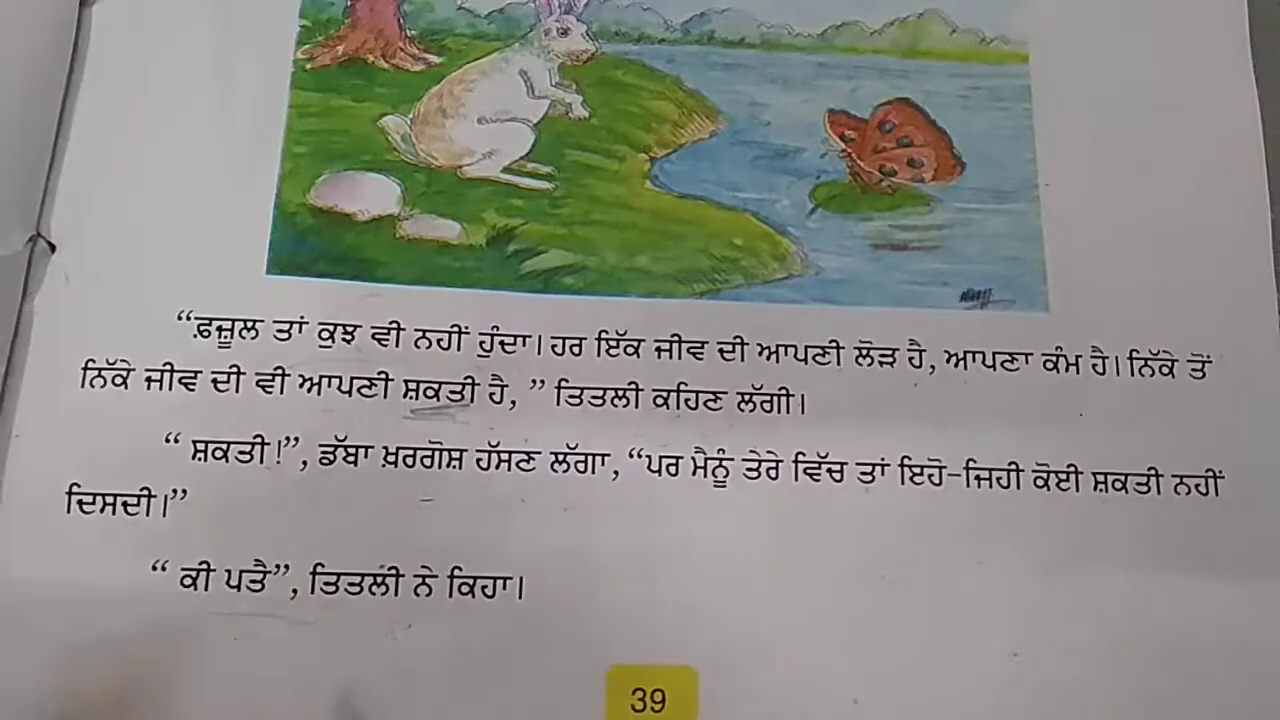 “ਫ਼ਜ਼ੂਲ ਤਾਂ ਕੁਝ ਵੀ ਨਹੀਂ ਹੁੰਦਾ। ਹਰ ਇੱਕ ਜੀਵ ਦੀ ਆਪਣੀ ਲੋੜ ਹੈ, ਆਪਣਾ ਕੰਮ ਹੈ। ਨਿੱਕੇ ਤੋਂ
ਨਿੱਕੇ ਜੀਵ ਦੀ ਵੀ ਆਪਣੀ ਸ਼ਕਤੀ ਹੈ, ” ਤਿਤਲੀ ਕਹਿਣ ਲੱਗੀ।
“ ਸ਼ਕਤੀ!”, ਡੱਬਾ ਖ਼ਰਗੋਸ਼ ਹੱਸਣ ਲੱਗਾ, “ਪਰ ਮੈਨੂੰ ਤੇਰੇ ਵਿੱਚ ਤਾਂ ਇਹੋ-ਜਿਹੀ ਕੋਈ ਸ਼ਕਤੀ ਨਹੀਂ
ਦਿਸਦੀ।”
“ ਕੀ ਪਤੈ”, ਤਿਤਲੀ ਨੇ ਕਿਹਾ।
39